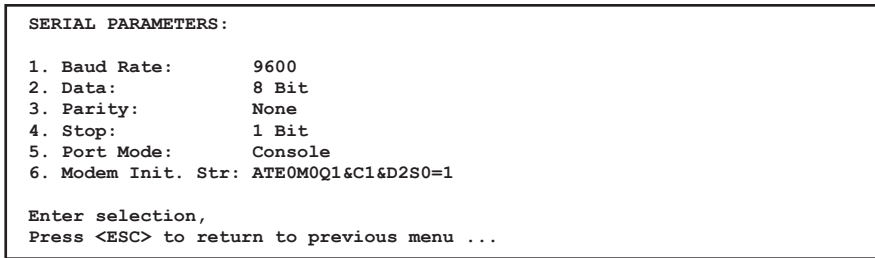 SERIAL PARAMETERS:
1. Baud Rate: 9600
2. Data: 8 Bit
3. Parity: None
4. Stop: 1 Bit
5. Port Mode: Console
6. Modem Init. Str: ATE0M0Q1&C1&D2S0=1
Enter selection,
Press <ESC> to return to previous menu ...